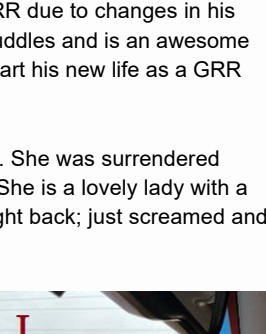 RR due to changes in his
uddles and is an awesome
art his new life as a GRR
. She was surrendered
She is a lovely lady with a
ght back; just screamed and